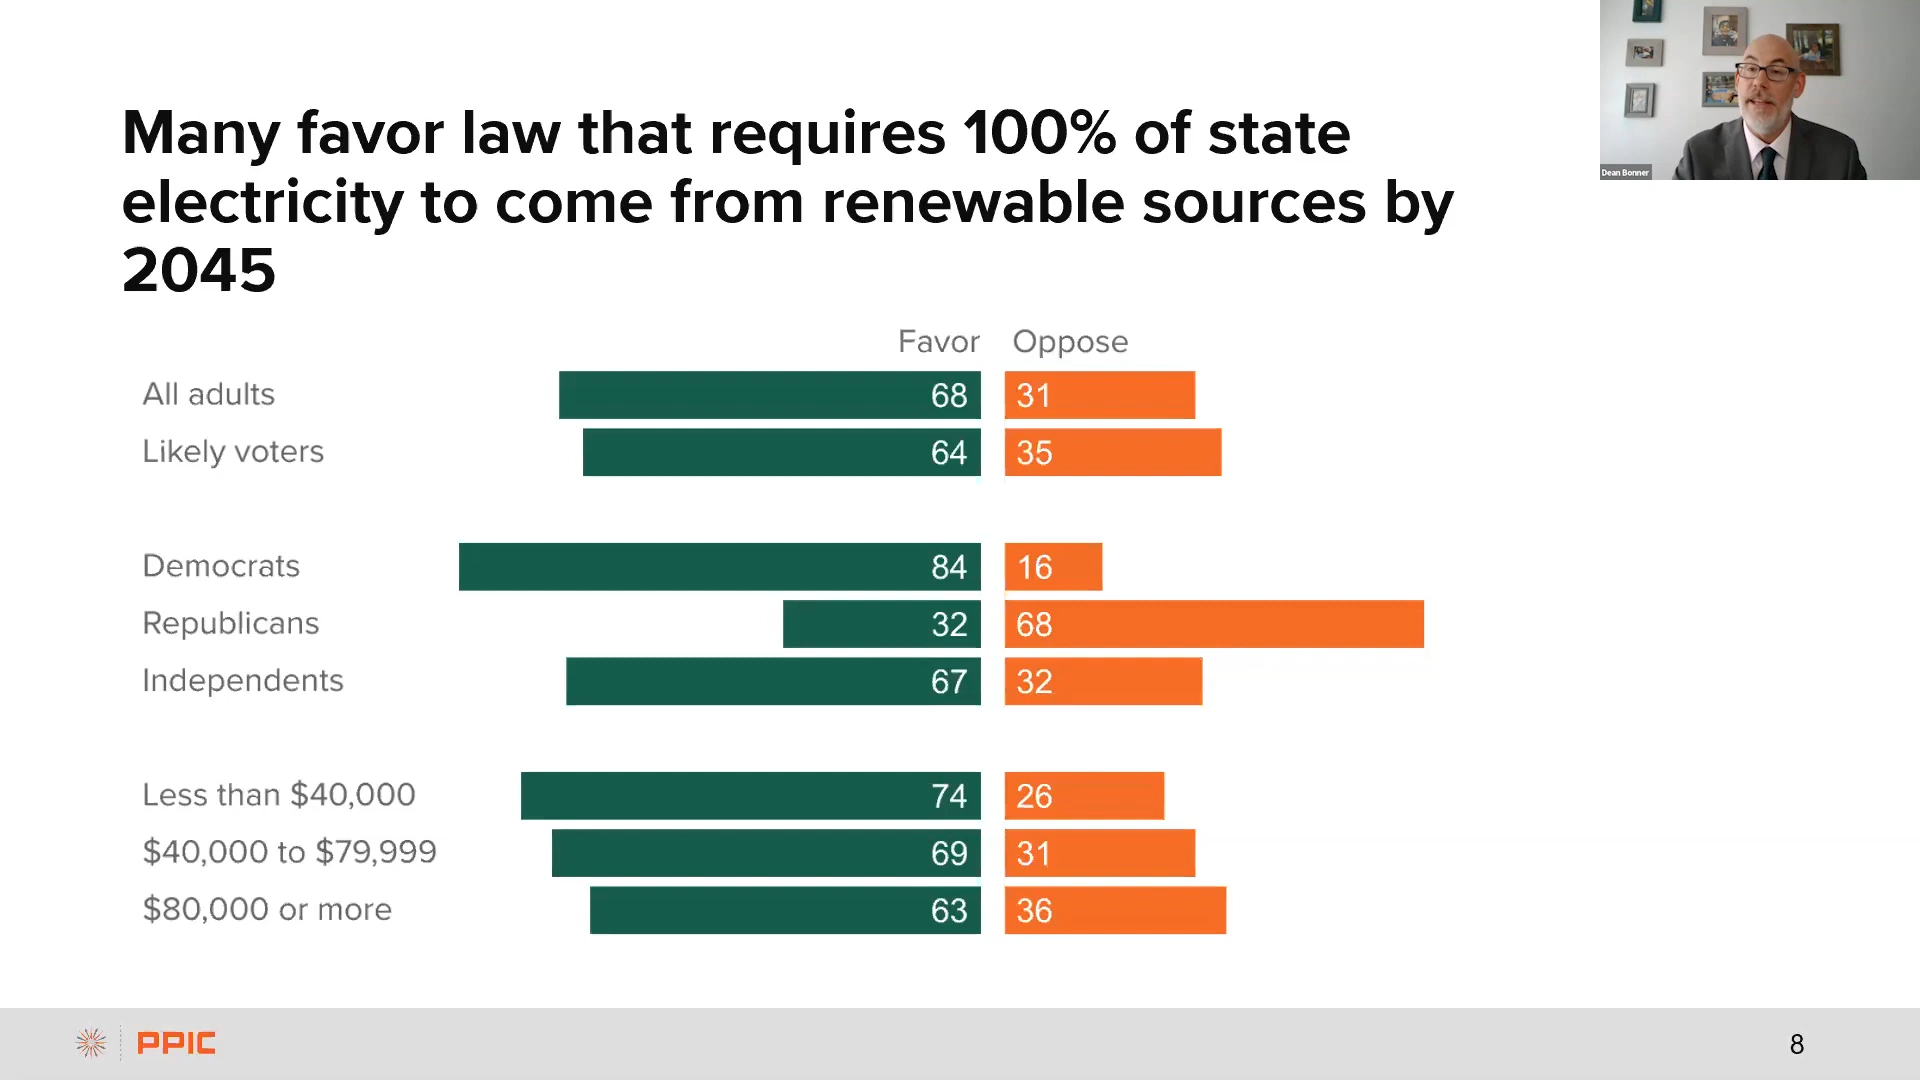 Many favor law that requires 100% of state
electricity to come from renewable sources by
2045
Dean Bonner
Favor Oppose
All adults 68 31
Likely voters 64 35
Democrats 84 16
Republicans 32 68
Independents 67 32
Less than $40,000 74 26
$40,000 to $79,999 69 31
$80,000 or more 63 36
PPIC 8